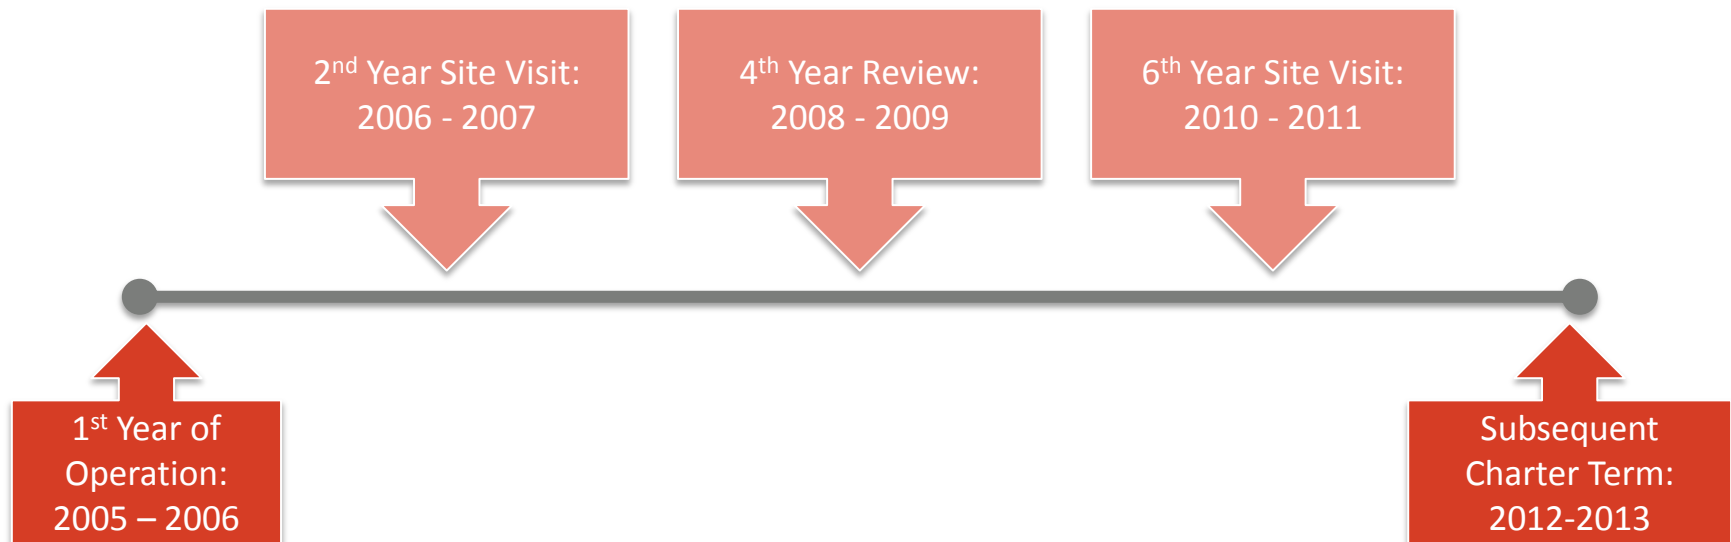 2nd Year Site Visit:
2006 - 2007
4th Year Review:
2008 - 2009
6th Year Site Visit:
2010 - 2011
1st Year of
Operation:
2005 – 2006
Subsequent
Charter Term:
2012-2013